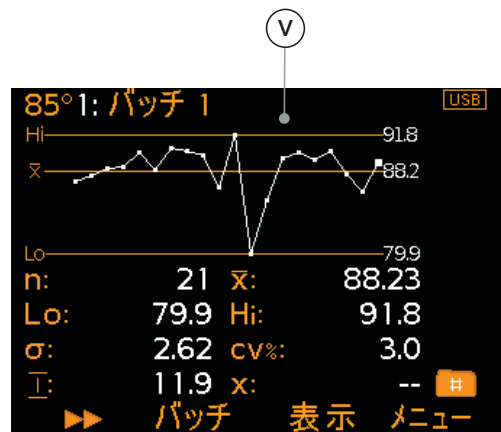 V
85°1: バッチ 1 USB
Hi 91.8
x̅ 88.2
Lo 79.9
n: 21 x̅: 88.23
Lo: 79.9 Hi: 91.8
σ: 2.62 CV%: 3.0
: 11.9 x: -- #
バッチ 表示 メニュー